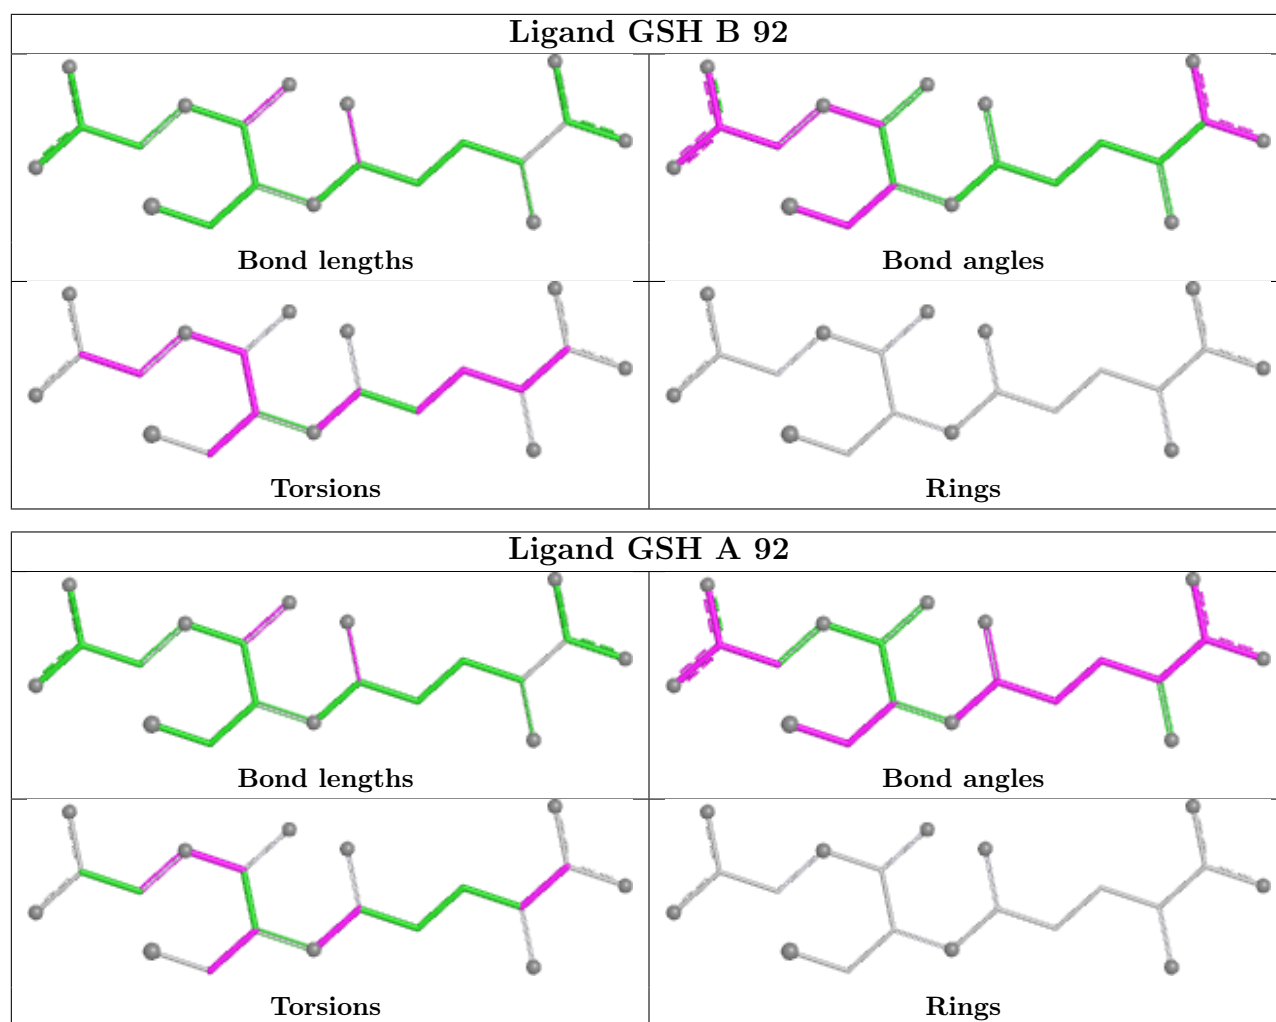 Ligand GSH B 92
Bond lengths
Bond angles
Torsions
Rings
Ligand GSH A 92
Bond lengths
Bond angles
Torsions
Rings